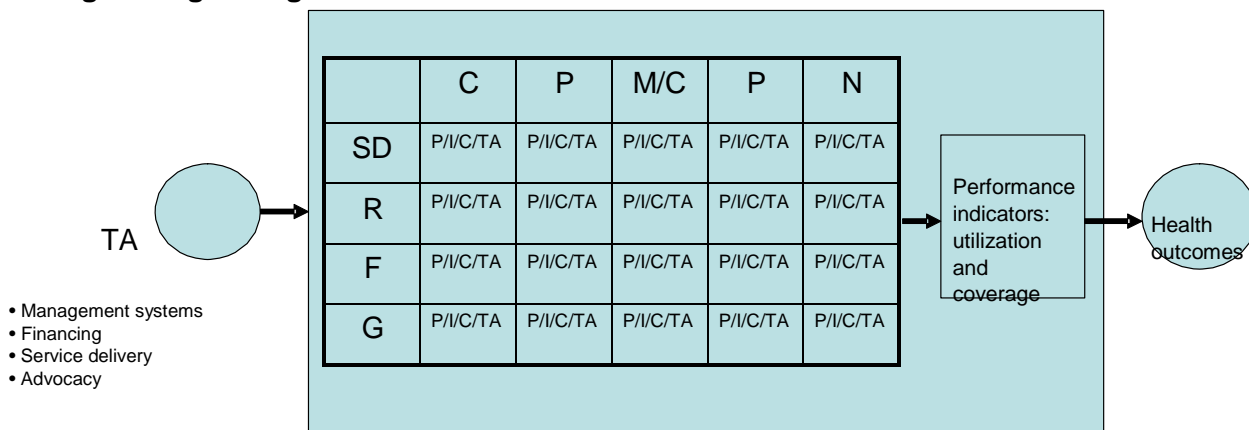 C P M/C P N
SD P/I/C/TA P/I/C/TA P/I/C/TA P/I/C/TA P/I/C/TA
R P/I/C/TA P/I/C/TA P/I/C/TA P/I/C/TA P/I/C/TA
F P/I/C/TA P/I/C/TA P/I/C/TA P/I/C/TA P/I/C/TA
G P/I/C/TA P/I/C/TA P/I/C/TA P/I/C/TA P/I/C/TA
TA
• Management systems
• Financing
• Service delivery
• Advocacy
Performance
indicators:
utilization
and
coverage
Health
outcomes